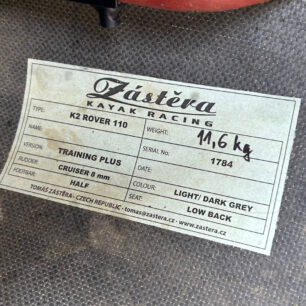 Zástěra
KAYAK RACING
TYPE: K2 ROVER 110 WEIGHT: 11,6 kg
NAME: SERIAL No: 1784
VERSION: TRAINING PLUS DATE:
RUDDER: CRUISER 8 mm COLOUR: LIGHT/ DARK GREY
FOOTBAR: HALF SEAT: LOW BACK
TOMÁŠ ZÁSTĚRA - CZECH REPUBLIC - tomas@zastera.cz - www.zastera.cz